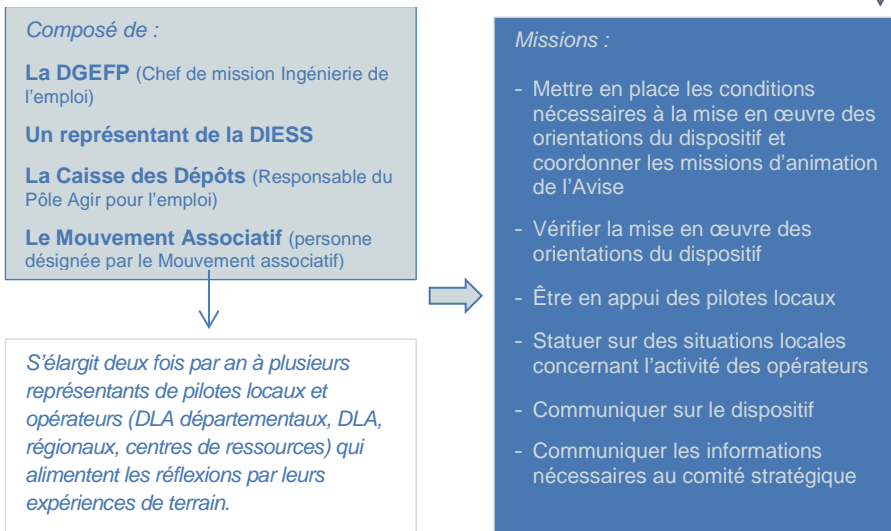 Composé de :
La DGEFP (Chef de mission Ingénierie de
l'emploi)
Un représentant de la DIESS
La Caisse des Dépôts (Responsable du
Pôle Agir pour l'emploi)
Le Mouvement Associatif (personne
désignée par le Mouvement associatif)
S'élargit deux fois par an à plusieurs
représentants de pilotes locaux et
opérateurs (DLA départementaux, DLA,
régionaux, centres de ressources) qui
alimentent les réflexions par leurs
expériences de terrain.
Missions :
- Mettre en place les conditions
nécessaires à la mise en œuvre des
orientations du dispositif et
coordonner les missions d'animation
de l'Avise
- Vérifier la mise en œuvre des
orientations du dispositif
- Être en appui des pilotes locaux
- Statuer sur des situations locales
concernant l'activité des opérateurs
- Communiquer sur le dispositif
- Communiquer les informations
nécessaires au comité stratégique